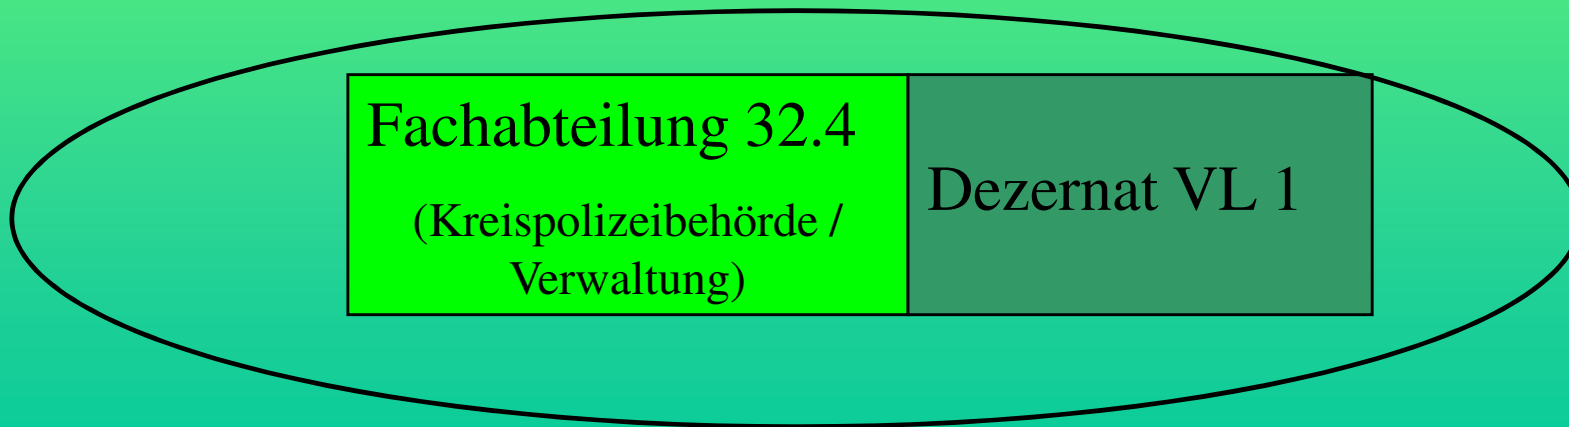 Fachabteilung 32.4
(Kreispolizeibehörde /
Verwaltung)
Dezernat VL 1